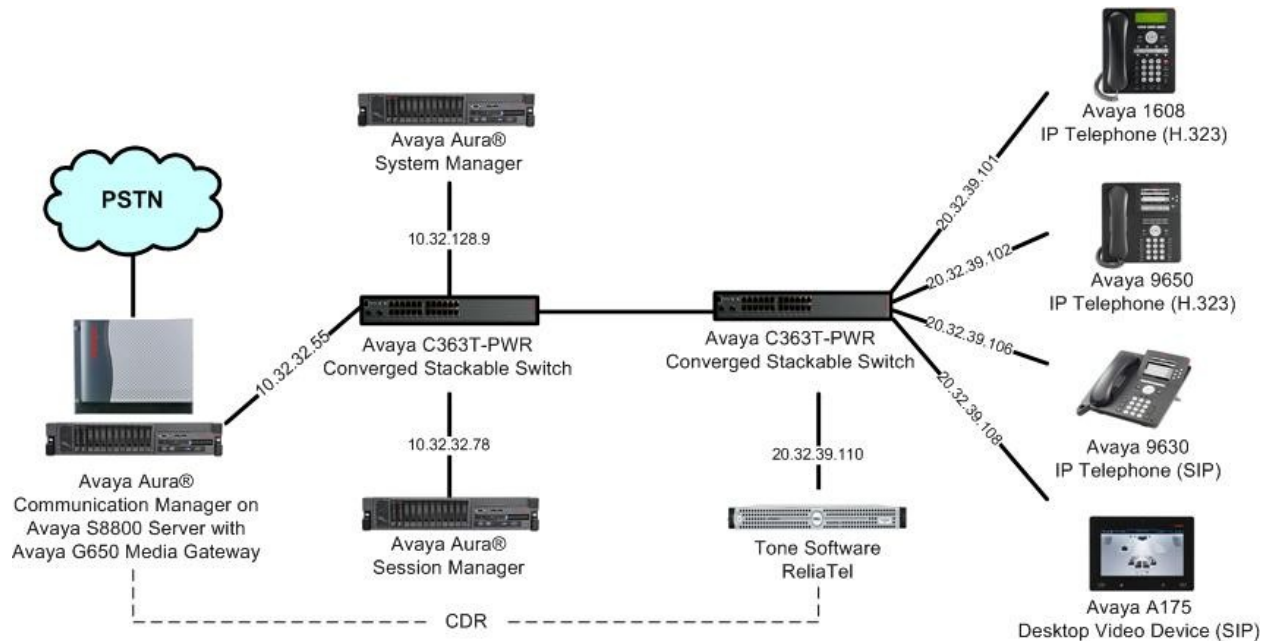 PSTN
Avaya Aura®
Communication Manager on
Avaya S8800 Server with
Avaya G650 Media Gateway
10.32.32.55
Avaya Aura®
System Manager
10.32.128.9
Avaya C363T-PWR
Converged Stackable Switch
10.32.32.78
Avaya Aura®
Session Manager
Avaya C363T-PWR
Converged Stackable Switch
20.32.39.110
Tone Software
ReliaTel
CDR
20.32.39.101
Avaya 1608
IP Telephone (H.323)
20.32.39.102
Avaya 9650
IP Telephone (H.323)
20.32.39.106
Avaya 9630
IP Telephone (SIP)
20.32.39.108
Avaya A175
Desktop Video Device (SIP)